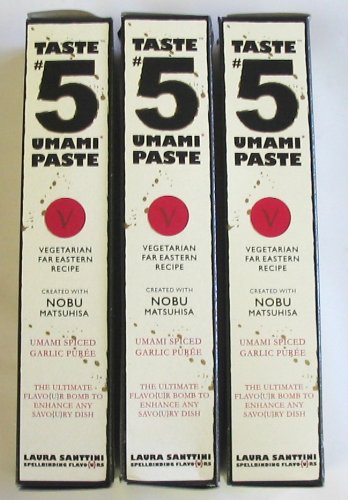 TASTE
#5
UMAMI
PASTE
V
VEGETARIAN
FAR EASTERN
RECIPE
CREATED WITH
NOBU
MATSUHISA
UMAMI SPICED
GARLIC PURÉE
THE ULTIMATE
FLAVO[U]R BOMB TO
ENHANCE ANY
SAVO[U]RY DISH
LAURA SANTTINI
SPELLBINDING FLAVO[U]RS
TASTE
#5
UMAMI
PASTE
V
VEGETARIAN
FAR EASTERN
RECIPE
CREATED WITH
NOBU
MATSUHISA
UMAMI SPICED
GARLIC PURÉE
THE ULTIMATE
FLAVO[U]R BOMB TO
ENHANCE ANY
SAVO[U]RY DISH
LAURA SANTTINI
SPELLBINDING FLAVO[U]RS
TASTE
#5
UMAMI
PASTE
V
VEGETARIAN
FAR EASTERN
RECIPE
CREATED WITH
NOBU
MATSUHISA
UMAMI SPICED
GARLIC PURÉE
THE ULTIMATE
FLAVO[U]R BOMB TO
ENHANCE ANY
SAVO[U]RY DISH
LAURA SANTTINI
SPELLBINDING FLAVO[U]RS